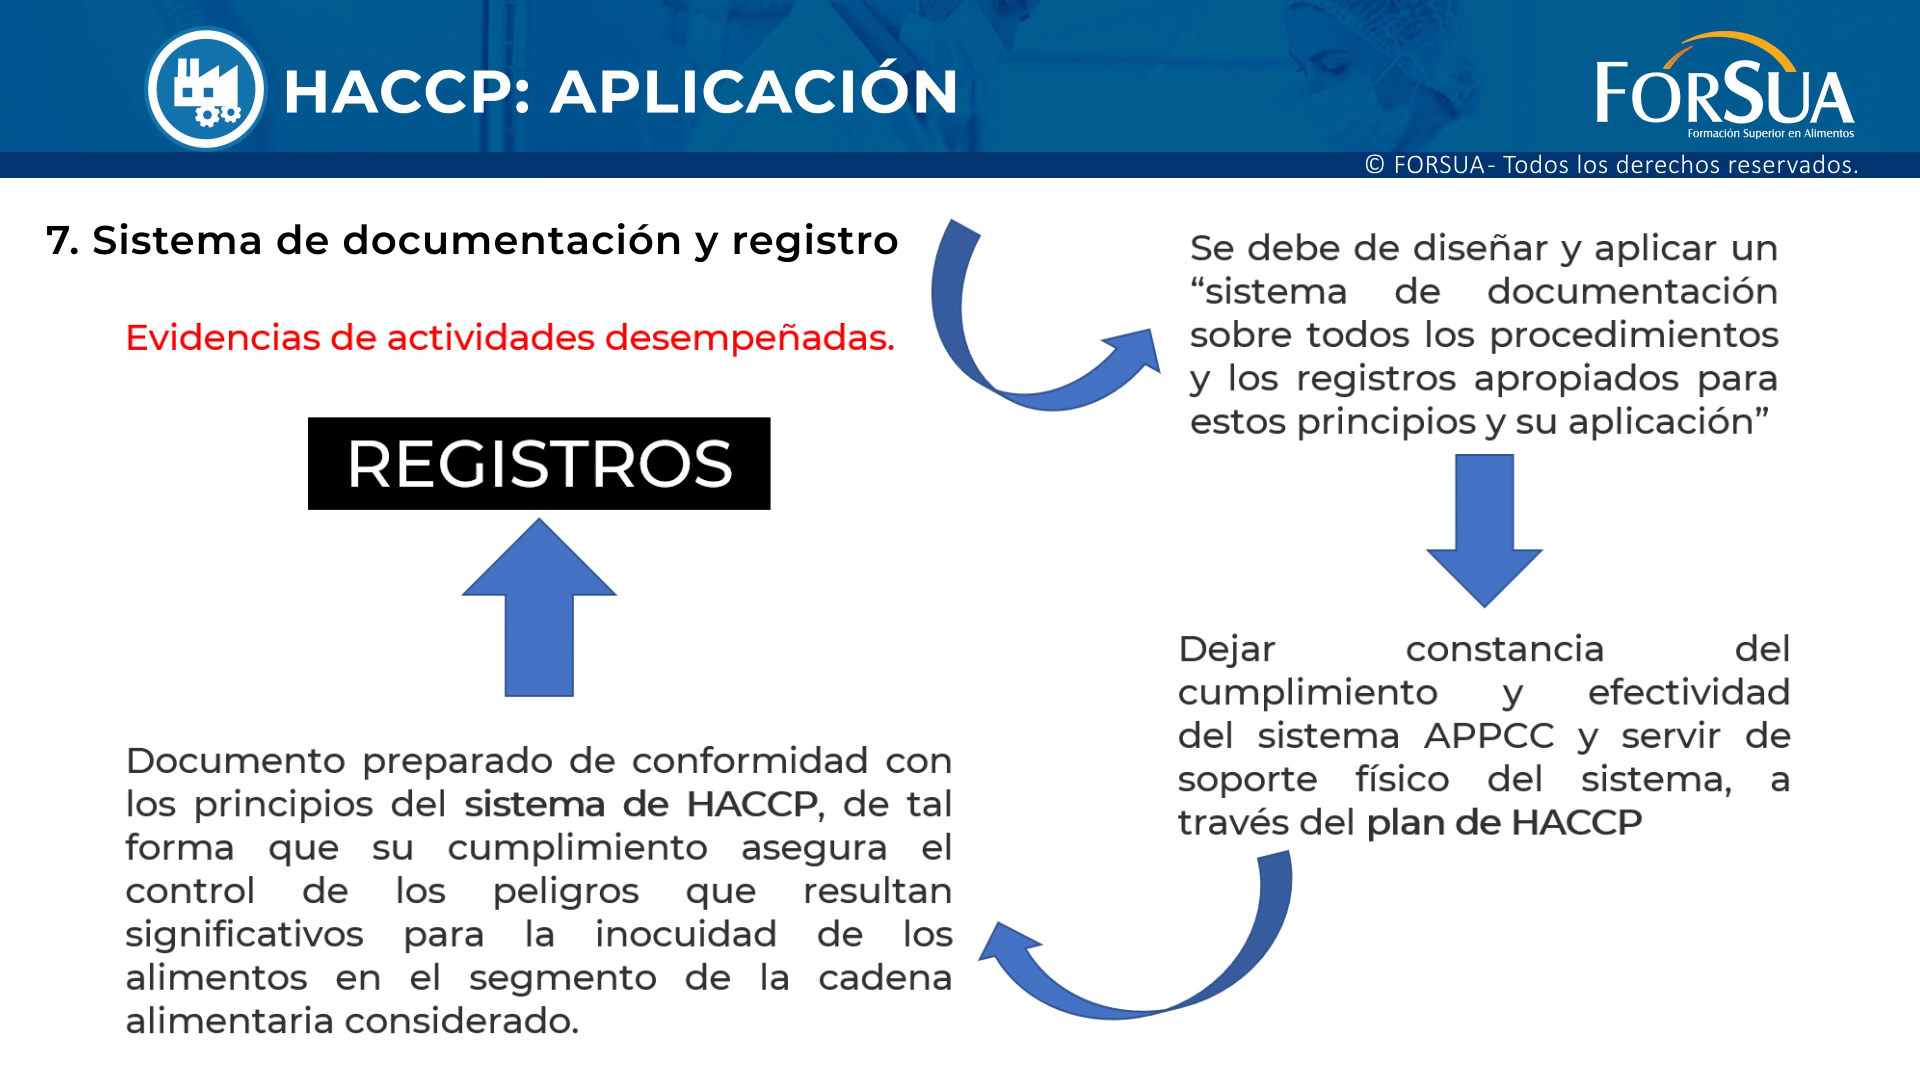 HACCP: APLICACIÓN
FORSUA
Formación Superior en Alimentos
© FORSUA- Todos los derechos reservados.
7. Sistema de documentación y registro
Evidencias de actividades desempeñadas.
REGISTROS
Se debe de diseñar y aplicar un
“sistema de documentación
sobre todos los procedimientos
y los registros apropiados para
estos principios y su aplicación”
Dejar constancia del
cumplimiento y efectividad
del sistema APPCC y servir de
soporte físico del sistema, a
través del plan de HACCP
Documento preparado de conformidad con
los principios del sistema de HACCP, de tal
forma que su cumplimiento asegura el
control de los peligros que resultan
significativos para la inocuidad de los
alimentos en el segmento de la cadena
alimentaria considerado.